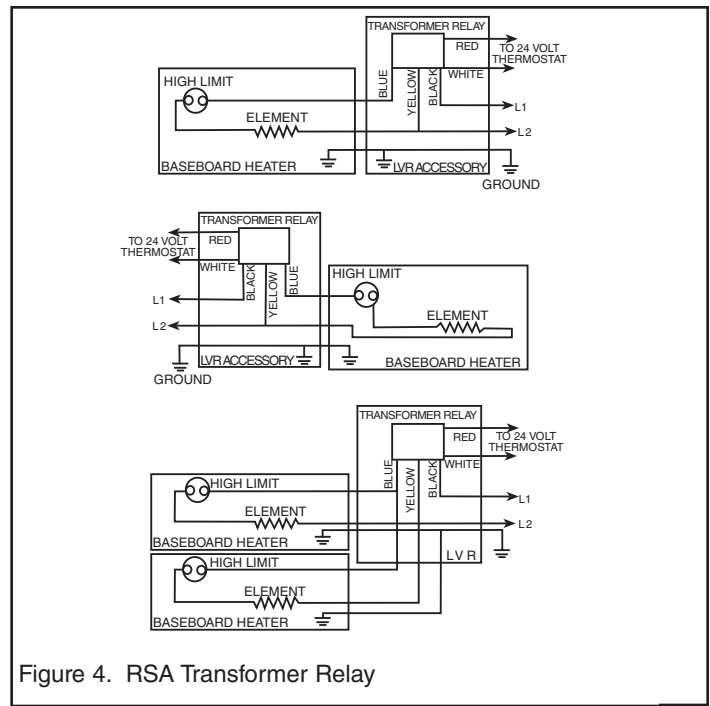 TRANSFORMER RELAY
RED
TO 24 VOLT
THERMOSTAT
WHITE
BLUE
YELLOW
BLACK
HIGH LIMIT
L1
ELEMENT
L2
BASEBOARD HEATER
LVR ACCESSORY
GROUND
TRANSFORMER RELAY
TO 24 VOLT
THERMOSTAT
RED
WHITE
BLACK
YELLOW
BLUE
HIGH LIMIT
L1
ELEMENT
L2
LVR ACCESSORY
BASEBOARD HEATER
GROUND
TRANSFORMER RELAY
RED
TO 24 VOLT
THERMOSTAT
WHITE
BLUE
YELLOW
BLACK
HIGH LIMIT
L1
ELEMENT
L2
BASEBOARD HEATER
LVR
HIGH LIMIT
ELEMENT
BASEBOARD HEATER
Figure 4. RSA Transformer Relay